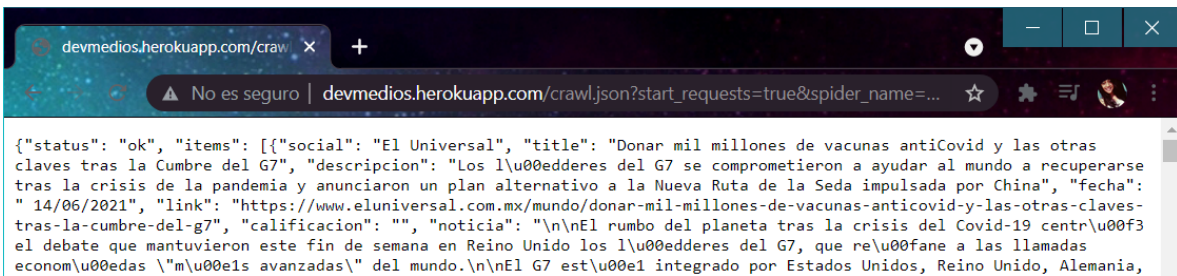 devmedios.herokuapp.com/craw
No es seguro | devmedios.herokuapp.com/crawl.json?start_requests=true&spider_name=...
{"status": "ok", "items": [{"social": "El Universal", "title": "Donar mil millones de vacunas antiCovid y las otras
claves tras la Cumbre del G7", "descripcion": "Los l\u00edderes del G7 se comprometieron a ayudar al mundo a recuperarse
tras la crisis de la pandemia y anunciaron un plan alternativo a la Nueva Ruta de la Seda impulsada por China", "fecha":
" 14/06/2021", "link": "https://www.eluniversal.com.mx/mundo/donar-mil-millones-de-vacunas-anticovid-y-las-otras-claves-
tras-la-cumbre-del-g7", "calificacion": "", "noticia": "\n\nEl rumbo del planeta tras la crisis del Covid-19 centr\u00f3
el debate que mantuvieron este fin de semana en Reino Unido los l\u00edderes del G7, que re\u00fane a las llamadas
econom\u00edas \"m\u00e1s avanzadas\" del mundo.\n\nEl G7 est\u00e1 integrado por Estados Unidos, Reino Unido, Alemania,